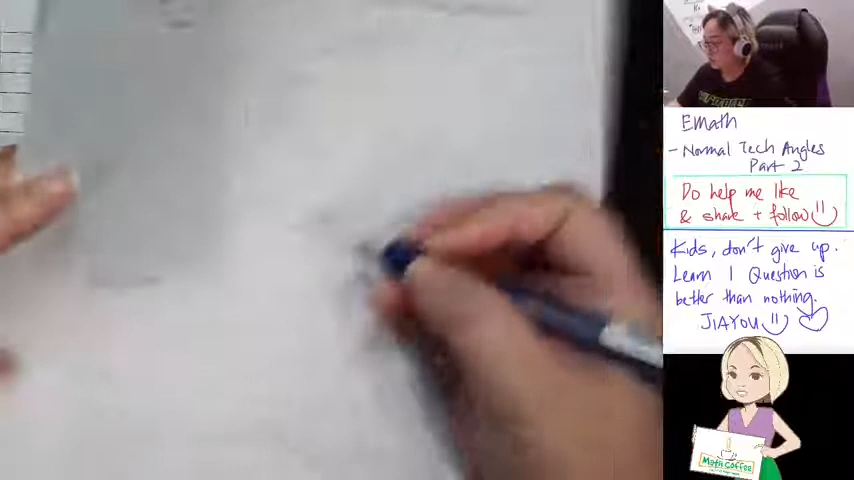 EMath
- Normal Tech Angles
Part 2
Do help me like
& share + follow
Kids, don't give up.
Learn 1 Question is
better than nothing.
JIAYOU
Math Coffee